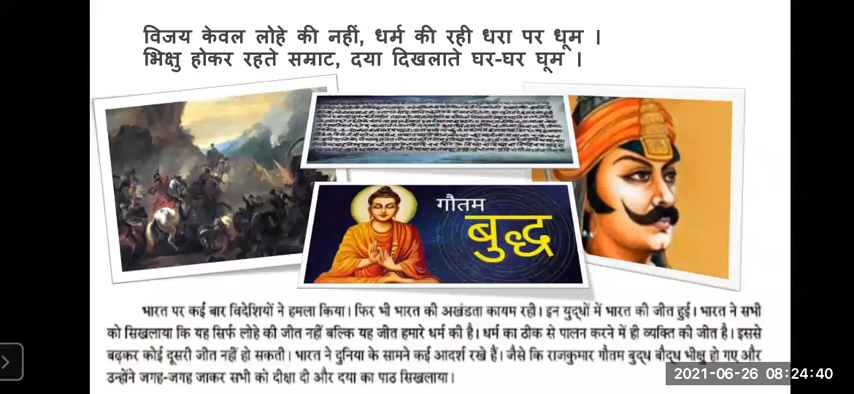 विजय केवल लोहे की नहीं, धर्म की रही धरा पर धूम ।
भिक्षु होकर रहते सम्राट, दया दिखलाते घर-घर घूम ।
गौतम
बुद्ध
भारत पर कई बार विदेशियों ने हमला किया। फिर भी भारत की अखंडता कायम रही। इन युद्धों में भारत की जीत हुई। भारत ने सभी
को सिखलाया कि यह सिर्फ लोहे की जीत नहीं बल्कि यह जीत हमारे धर्म की है। धर्म का ठीक से पालन करने में ही व्यक्ति की जीत है। इससे
बढ़कर कोई दूसरी जीत नहीं हो सकती। भारत ने दुनिया के सामने कई आदर्श रखे हैं। जैसे कि राजकुमार गौतम बुद्ध बौद्ध भीक्षु हो गए और
उन्होंने जगह-जगह जाकर सभी को दीक्षा दी और दया का पाठ सिखलाया।
2021-06-26 08:24:40